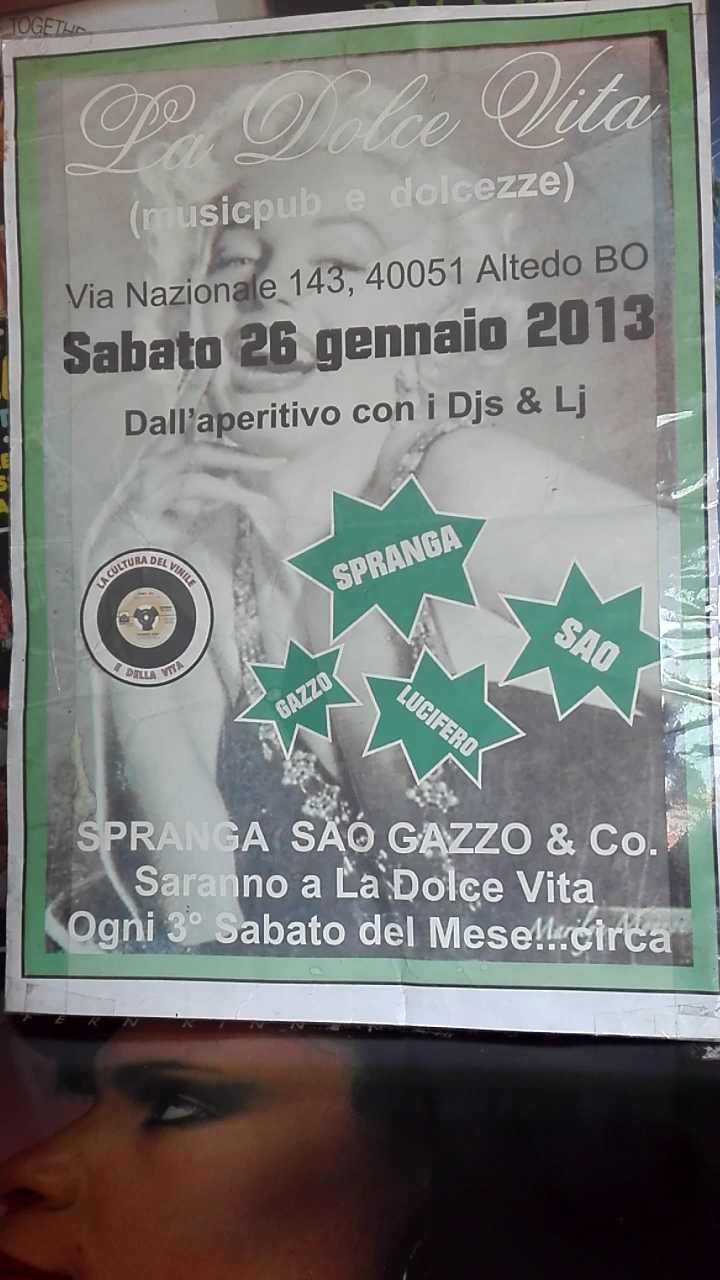 TOGETHE
La Dolce Vita
(musicpub e dolcezze)
Via Nazionale 143, 40051 Altedo BO
Sabato 26 gennaio 2013
Dall'aperitivo con i Djs & Lj
SPRANGA
LA CULTURA DEL VINILE
E DELLA VITA
SAO
GAZZO
LUCIFERO
SPRANGA SAO GAZZO & Co.
Saranno a La Dolce Vita
Ogni 3° Sabato del Mese...circa